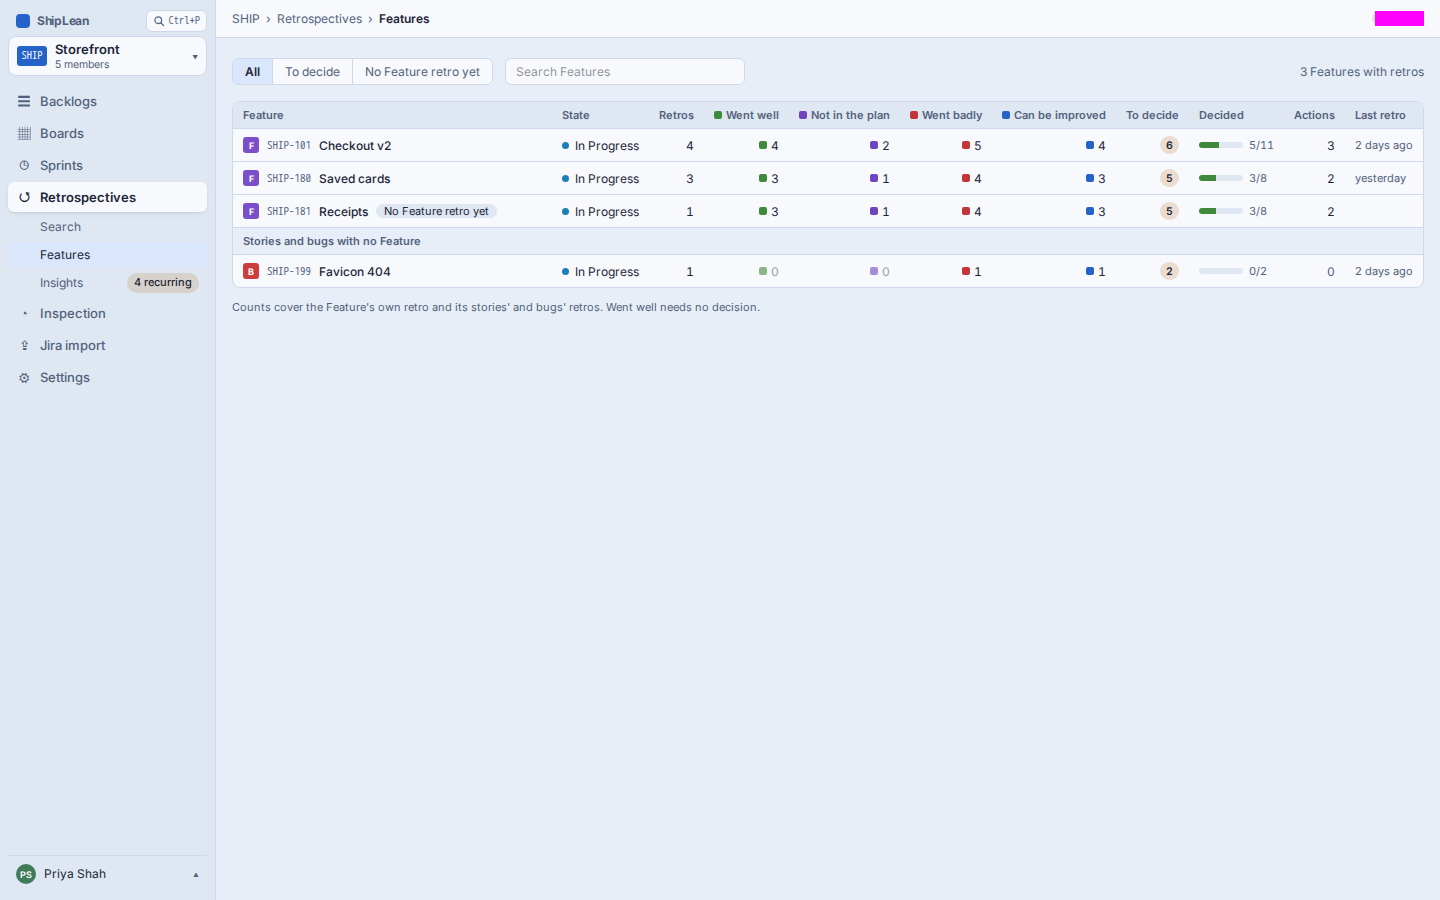 ShipLean Ctrl+P
SHIP Storefront
5 members
Backlogs
Boards
Sprints
Retrospectives
Search
Features
Insights 4 recurring
Inspection
Jira import
Settings
PS Priya Shah
SHIP › Retrospectives › Features
All To decide No Feature retro yet Search Features 3 Features with retros
Feature State Retros Went well Not in the plan Went badly Can be improved To decide Decided Actions Last retro
F SHIP-101 Checkout v2 In Progress 4 4 2 5 4 6 5/11 3 2 days ago
F SHIP-180 Saved cards In Progress 3 3 1 4 3 5 3/8 2 yesterday
F SHIP-181 Receipts No Feature retro yet In Progress 1 3 1 4 3 5 3/8 2
Stories and bugs with no Feature
B SHIP-199 Favicon 404 In Progress 1 0 0 1 1 2 0/2 0 2 days ago
Counts cover the Feature's own retro and its stories' and bugs' retros. Went well needs no decision.